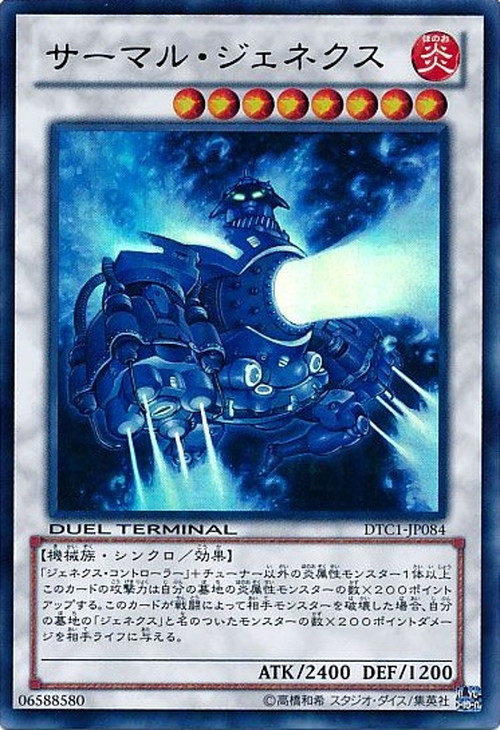 サーマル・ジェネクス
炎
ほのお
DUEL TERMINAL
DTC1-JP084
【機械族・シンクロ／効果】
「ジェネクス・コントローラー」＋チューナー以外の炎属性モンスター1体以上
このカードの攻撃力は自分の墓地の炎属性モンスターの数×200ポイント
アップする。このカードが戦闘によって相手モンスターを破壊した場合、自分
の墓地の「ジェネクス」と名のついたモンスターの数×200ポイントダメ
ージを相手ライフに与える。
ATK/2400 DEF/1200
06588580
©高橋和希 スタジオ・ダイス/集英社